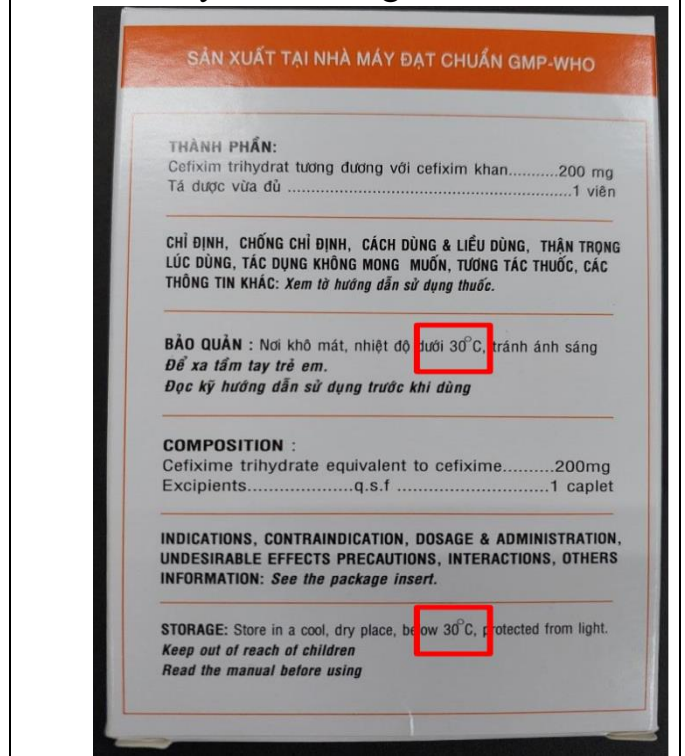 SẢN XUẤT TẠI NHÀ MÁY ĐẠT CHUẨN GMP-WHO
THÀNH PHẦN:
Cefixim trihydrat tương đương với cefixim khan...........200 mg
Tá dược vừa đủ ........................................................1 viên
CHỈ ĐỊNH, CHỐNG CHỈ ĐỊNH, CÁCH DÙNG & LIỀU DÙNG, THẬN TRỌNG
LÚC DÙNG, TÁC DỤNG KHÔNG MONG MUỐN, TƯƠNG TÁC THUỐC, CÁC
THÔNG TIN KHÁC: Xem tờ hướng dẫn sử dụng thuốc.
BẢO QUẢN : Nơi khô mát, nhiệt độ dưới 30°C, tránh ánh sáng
Để xa tầm tay trẻ em.
Đọc kỹ hướng dẫn sử dụng trước khi dùng
COMPOSITION :
Cefixime trihydrate equivalent to cefixime..........200mg
Excipients...................q.s.f ...........................1 caplet
INDICATIONS, CONTRAINDICATION, DOSAGE & ADMINISTRATION,
UNDESIRABLE EFFECTS PRECAUTIONS, INTERACTIONS, OTHERS
INFORMATION: See the package insert.
STORAGE: Store in a cool, dry place, below 30°C, protected from light.
Keep out of reach of children
Read the manual before using